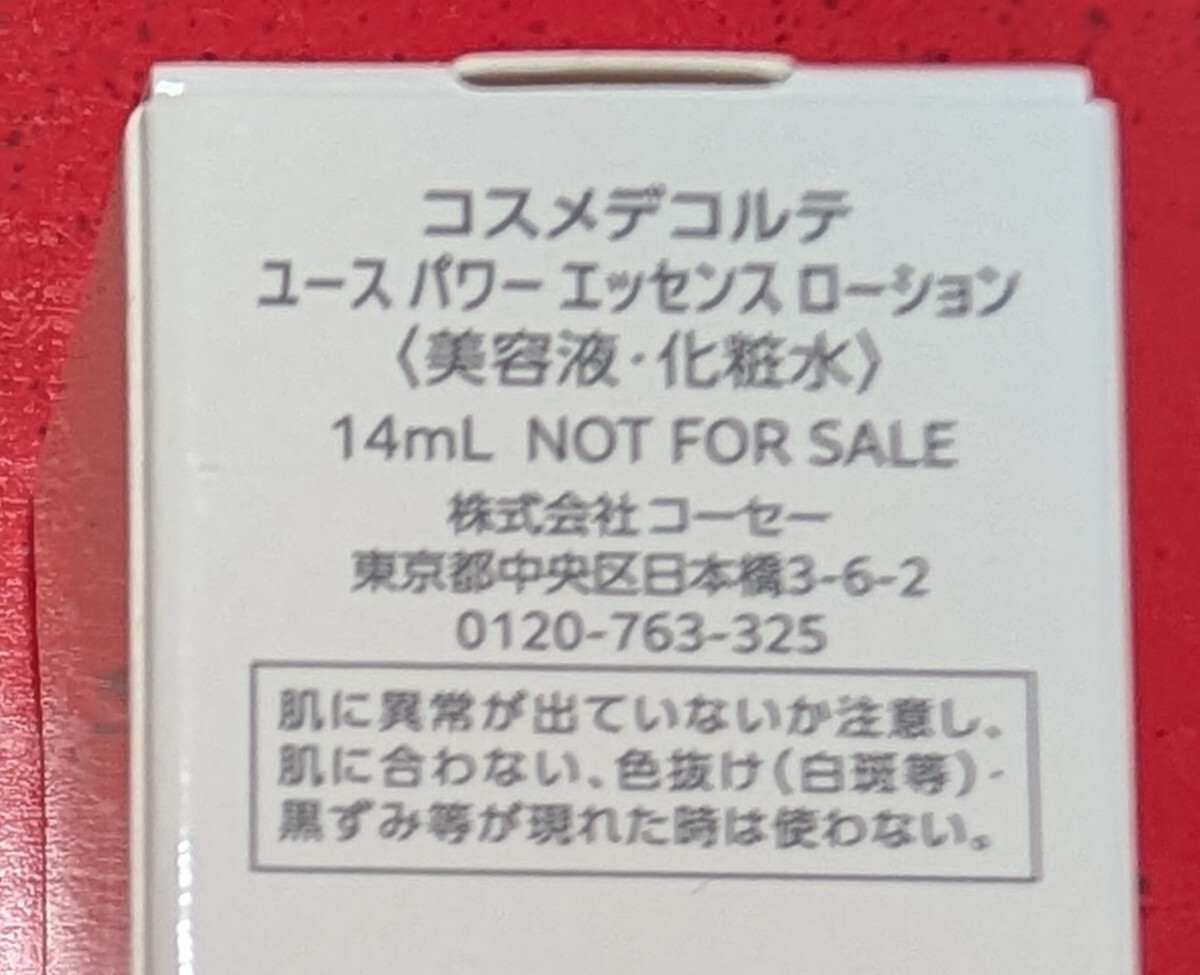 コスメデコルテ
ユース パワー エッセンス ローション
〈美容液·化粧水〉
14mL NOT FOR SALE
株式会社 コーセー
東京都中央区日本橋3-6-2
0120-763-325
肌に異常が出ていないか注意し、
肌に合わない、色抜け(白斑等)・
黒ずみ等が現れた時は使わない。